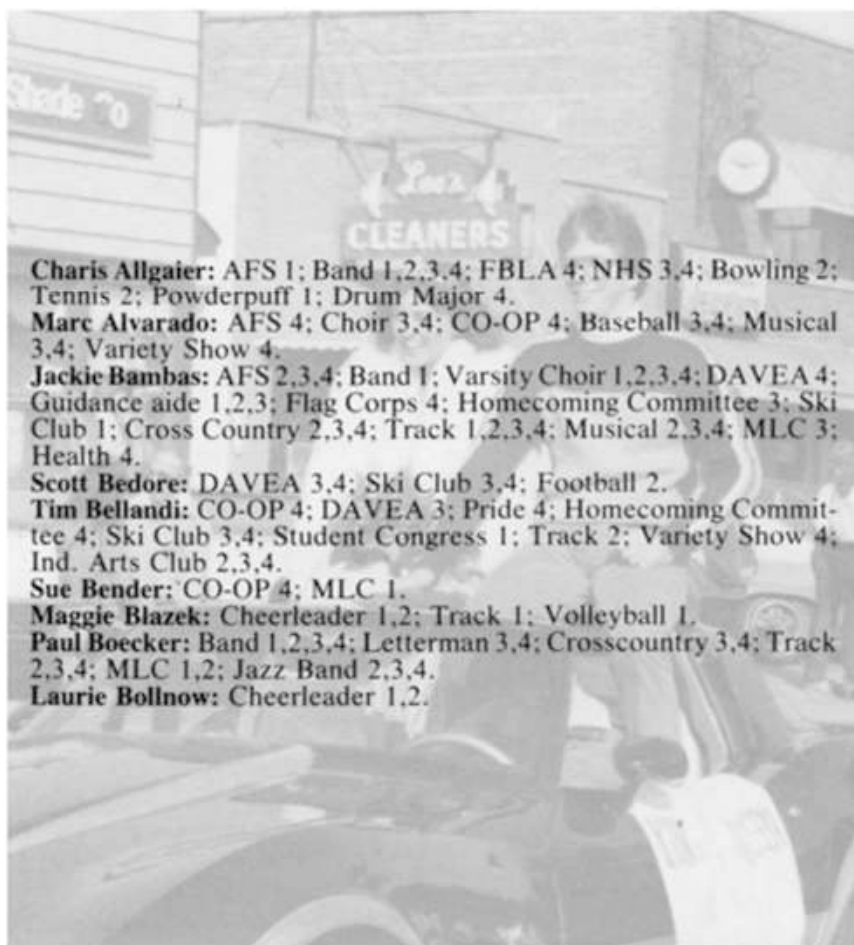 Shade Co
Lee's
CLEANERS
Charis Allgaier: AFS 1; Band 1,2,3,4; FBLA 4; NHS 3,4; Bowling 2;
Tennis 2; Powderpuff 1; Drum Major 4.
Marc Alvarado: AFS 4; Choir 3,4; CO-OP 4; Baseball 3,4; Musical
3,4; Variety Show 4.
Jackie Bambas: AFS 2,3,4; Band 1; Varsity Choir 1,2,3,4; DAVEA 4;
Guidance aide 1,2,3; Flag Corps 4; Homecoming Committee 3; Ski
Club 1; Cross Country 2,3,4; Track 1,2,3,4; Musical 2,3,4; MLC 3;
Health 4.
Scott Bedore: DAVEA 3,4; Ski Club 3,4; Football 2.
Tim Bellandi: CO-OP 4; DAVEA 3; Pride 4; Homecoming Commit-
tee 4; Ski Club 3,4; Student Congress 1; Track 2; Variety Show 4;
Ind. Arts Club 2,3,4.
Sue Bender: CO-OP 4; MLC 1.
Maggie Blazek: Cheerleader 1,2; Track 1; Volleyball 1.
Paul Boecker: Band 1,2,3,4; Letterman 3,4; Crosscountry 3,4; Track
2,3,4; MLC 1,2; Jazz Band 2,3,4.
Laurie Bollnow: Cheerleader 1,2.